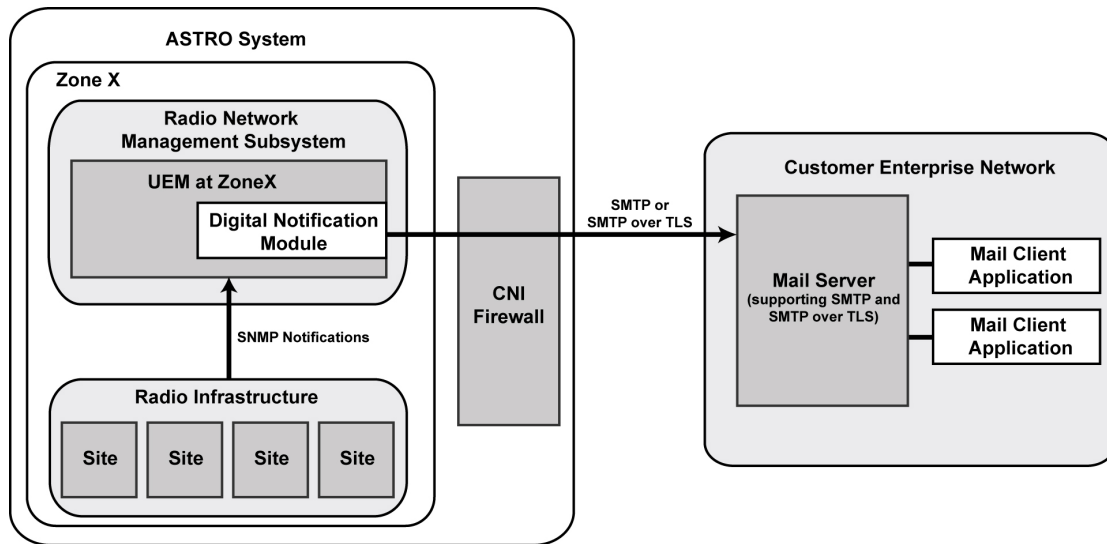 ASTRO System
Zone X
Radio Network
Management Subsystem
UEM at ZoneX
Digital Notification
Module
SNMP Notifications
Radio Infrastructure
Site
Site
Site
Site
CNI
Firewall
SMTP or
SMTP over TLS
Customer Enterprise Network
Mail Server
(supporting SMTP and
SMTP over TLS)
Mail Client
Application
Mail Client
Application